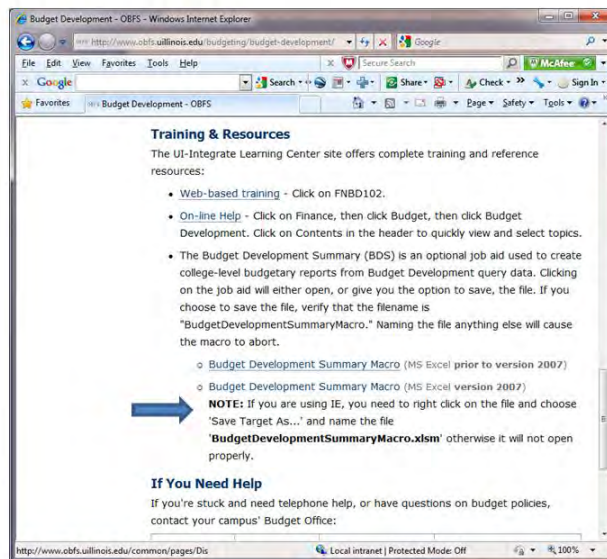 Budget Development - OBFS - Windows Internet Explorer
http://www.obfs.uillinois.edu/budgeting/budget-development/ Google
File Edit View Favorites Tools Help x Secure Search McAfee
x Google Search Share Check » Sign In
Favorites Budget Development - OBFS Page Safety Tools
Training & Resources
The UI-Integrate Learning Center site offers complete training and reference
resources:
• Web-based training - Click on FNBD102.
• On-line Help - Click on Finance, then click Budget, then click Budget
Development. Click on Contents in the header to quickly view and select topics.
• The Budget Development Summary (BDS) is an optional job aid used to create
college-level budgetary reports from Budget Development query data. Clicking
on the job aid will either open, or give you the option to save, the file. If you
choose to save the file, verify that the filename is
"BudgetDevelopmentSummaryMacro." Naming the file anything else will cause
the macro to abort.
o Budget Development Summary Macro (MS Excel prior to version 2007)
o Budget Development Summary Macro (MS Excel version 2007)
NOTE: If you are using IE, you need to right click on the file and choose
'Save Target As...' and name the file
'BudgetDevelopmentSummaryMacro.xlsm' otherwise it will not open
properly.
If You Need Help
If you're stuck and need telephone help, or have questions on budget policies,
contact your campus' Budget Office:
http://www.obfs.uillinois.edu/common/pages/Dis Local intranet | Protected Mode: Off 100%